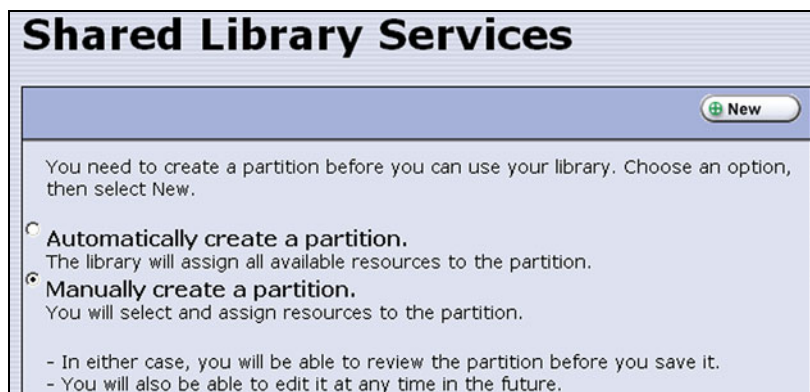 Shared Library Services
New
You need to create a partition before you can use your library. Choose an option,
then select New.
Automatically create a partition.
The library will assign all available resources to the partition.
Manually create a partition.
You will select and assign resources to the partition.
- In either case, you will be able to review the partition before you save it.
- You will also be able to edit it at any time in the future.